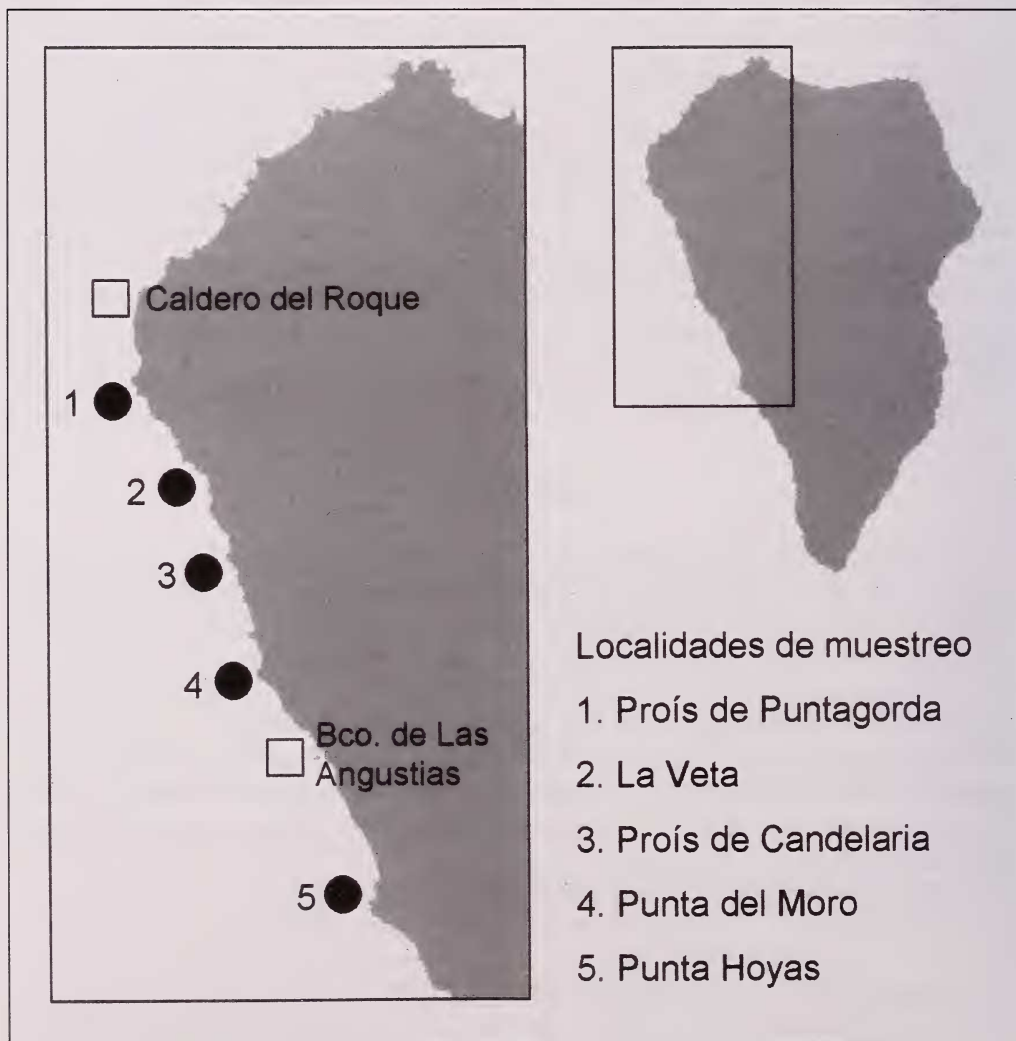 Caldero del Roque
1
2
3
4
Bco. de Las
Angustias
5
Localidades de muestreo
1. Proís de Puntagorda
2. La Veta
3. Proís de Candelaria
4. Punta del Moro
5. Punta Hoyas